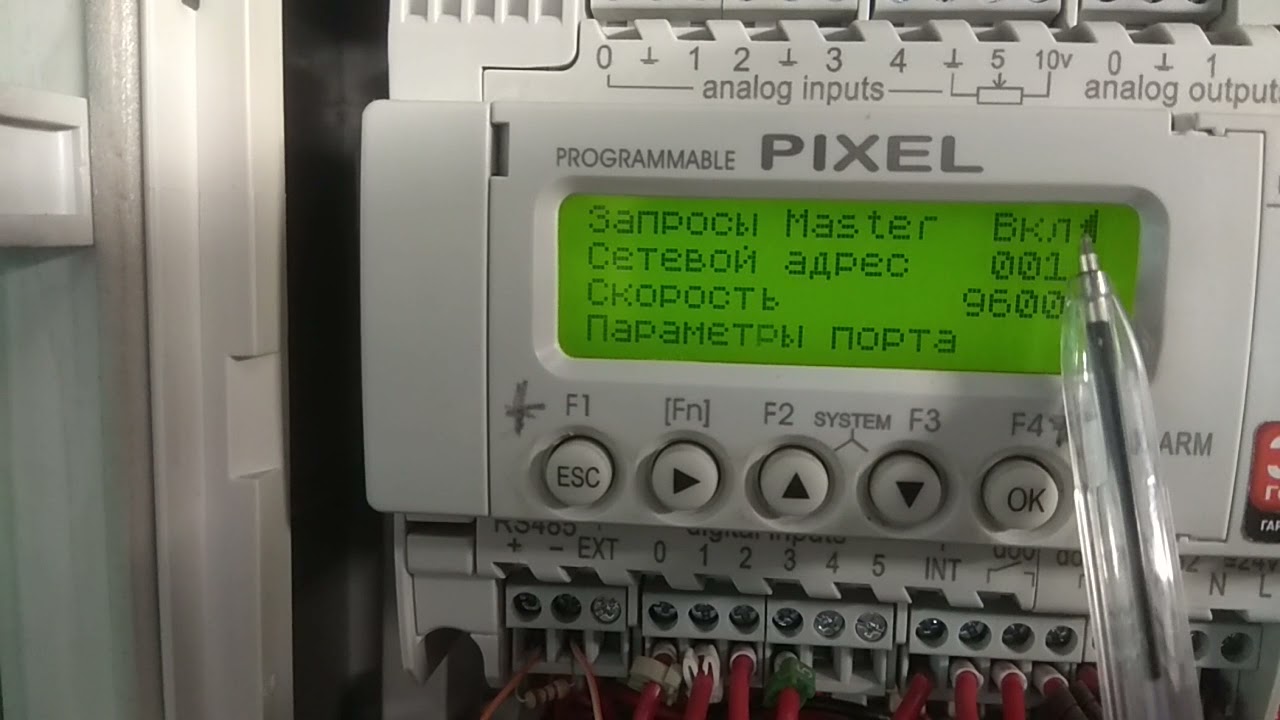 0 1 2 3 4 5 10v 0 1
analog inputs analog outputs
PROGRAMMABLE PIXEL
Запросы Master Вкл
Сетевой адрес 001
Скорость 9600
Параметры порта
F1 [Fn] F2 SYSTEM F3 F4
ARM
ESC OK
RS485 digital inputs
+ - EXT 0 1 2 3 4 5 INT N L